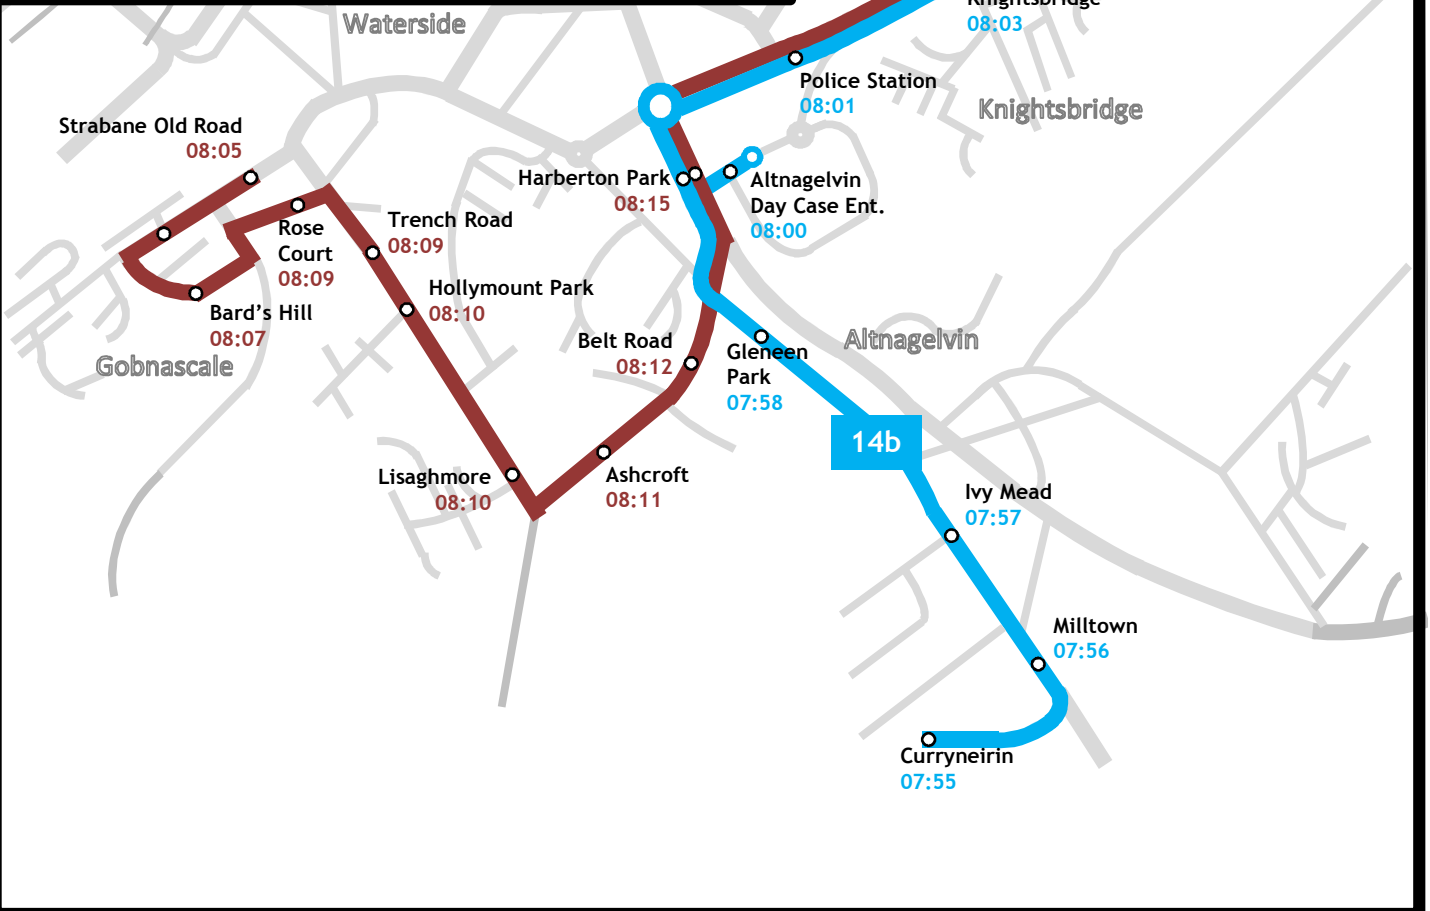 Knightsbridge
08:03
Waterside
Police Station
08:01
Knightsbridge
Strabane Old Road
08:05
Harberton Park
08:15
Altnagelvin
Day Case Ent.
08:00
Rose
Court
08:09
Trench Road
08:09
Hollymount Park
08:10
Bard’s Hill
08:07
Gobnascale
Belt Road
08:12
Gleneen
Park
07:58
Altnagelvin
14b
Lisaghmore
08:10
Ashcroft
08:11
Ivy Mead
07:57
Milltown
07:56
Curryneirin
07:55